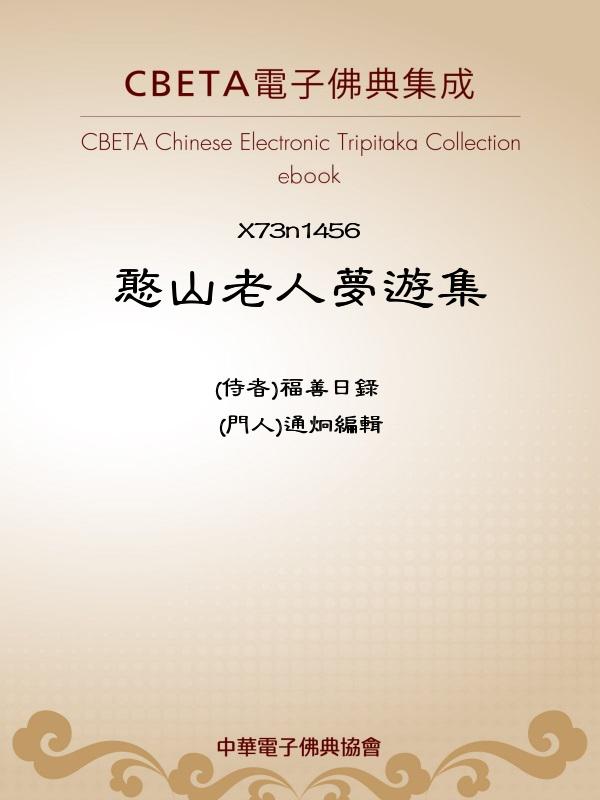 CBETA電子佛典集成
CBETA Chinese Electronic Tripitaka Collection
ebook
X73n1456
憨山老人夢遊集
(侍者)福善日錄
(門人)通炯編輯
中華電子佛典協會